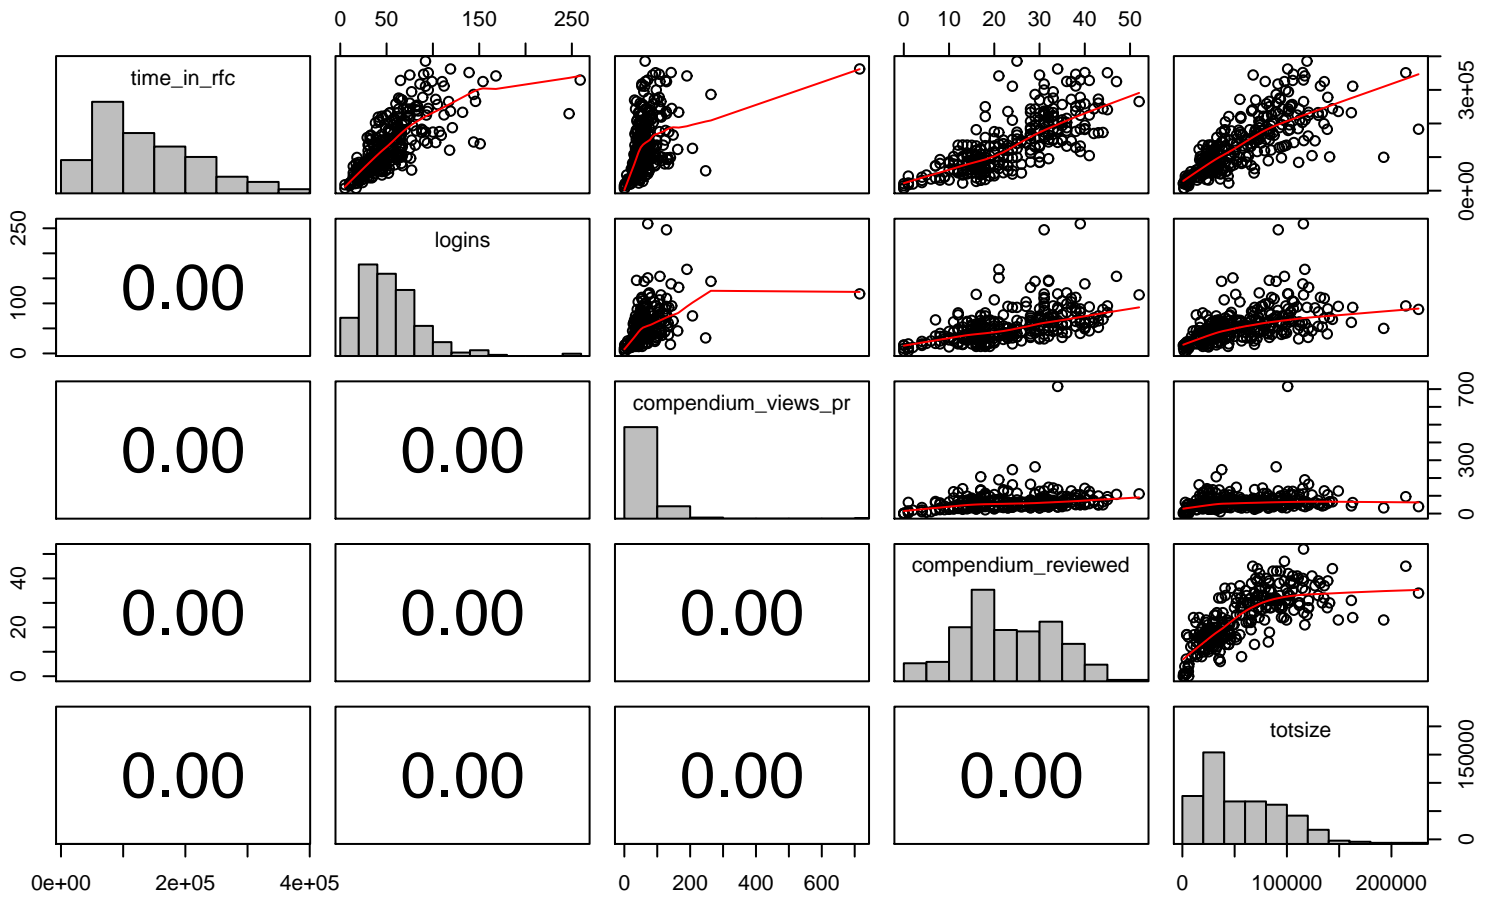 0 50 150 250 0 10 20 30 40 50
time_in_rfc
0e+00 3e+05
0 100 250
0.00
logins
0.00
0.00
compendium_views_pr
0 300 700
0 20 40
0.00
0.00
0.00
compendium_reviewed
0.00
0.00
0.00
0.00
totsize
0 150000
0e+00 2e+05 4e+05 0 200 400 600 0 100000 200000